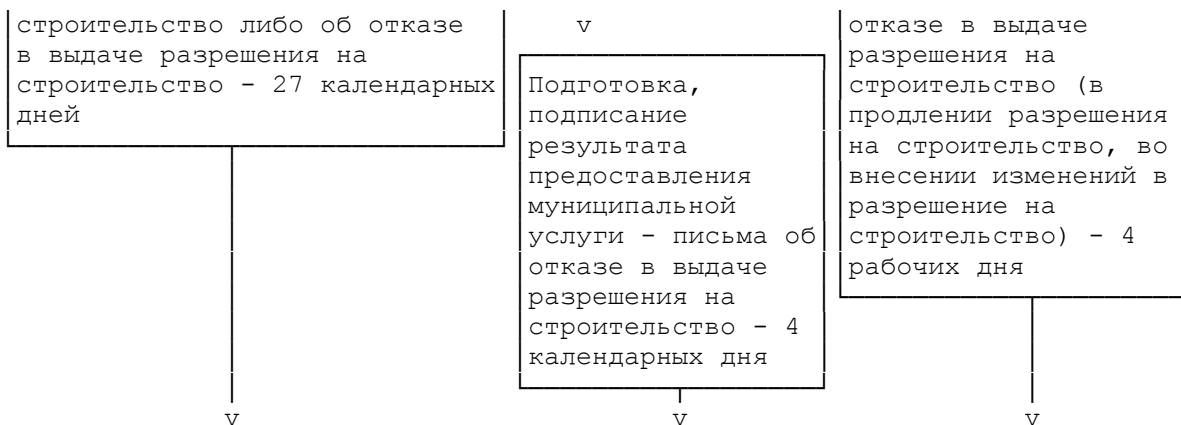 строительство либо об отказе
в выдаче разрешения на
строительство - 27 календарных
дней
v
Подготовка,
подписание
результата
предоставления
муниципальной
услуги - письма об
отказе в выдаче
разрешения на
строительство - 4
календарных дня
отказе в выдаче
разрешения на
строительство (в
продлении разрешения
на строительство, во
внесении изменений в
разрешение на
строительство) - 4
рабочих дня
v
v
v